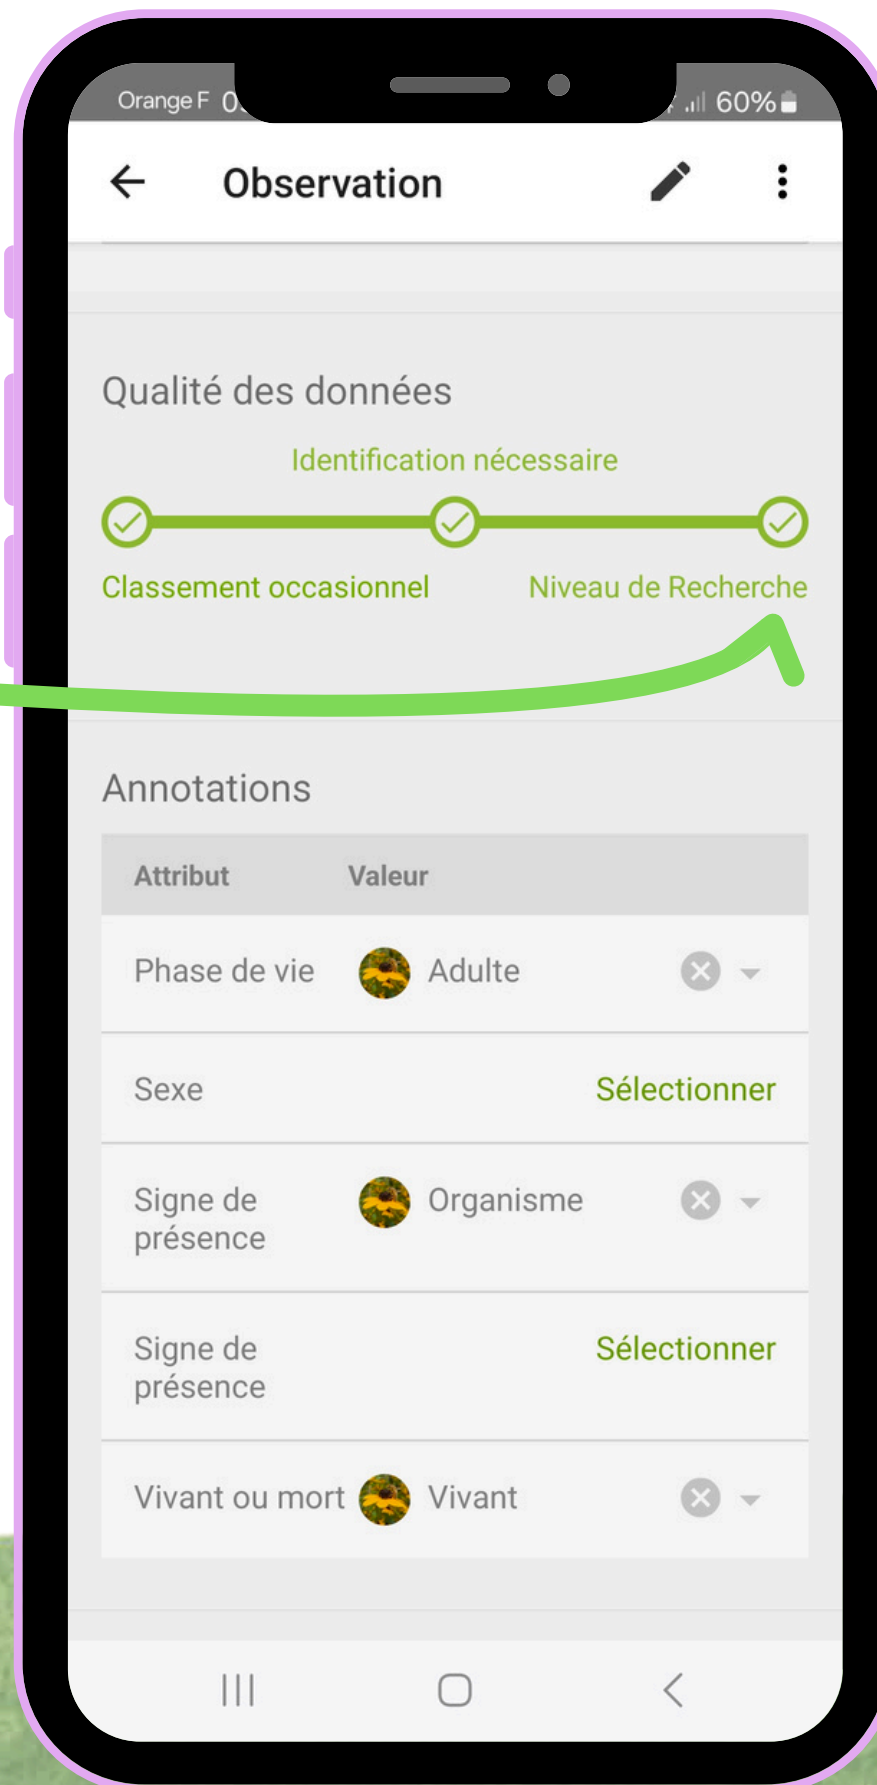 Orange F
60%
Observation
Qualité des données
Identification nécessaire
Classement occasionnel
Niveau de Recherche
Annotations
Attribut Valeur
Phase de vie Adulte
Sexe Sélectionner
Signe de Organisme
présence
Signe de Sélectionner
présence
Vivant ou mort Vivant